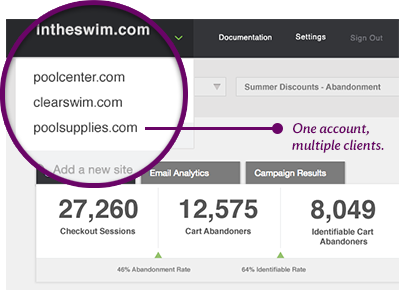 intheswim.com
Documentation
Settings
Sign Out
poolcenter.com
clearswim.com
poolsupplies.com
Summer Discounts - Abandonment
One account,
multiple clients.
Add a new site
Email Analytics
Campaign Results
27,260
Checkout Sessions
12,575
Cart Abandoners
8,049
Identifiable Cart
Abandoners
46% Abandonment Rate
64% Identifiable Rate